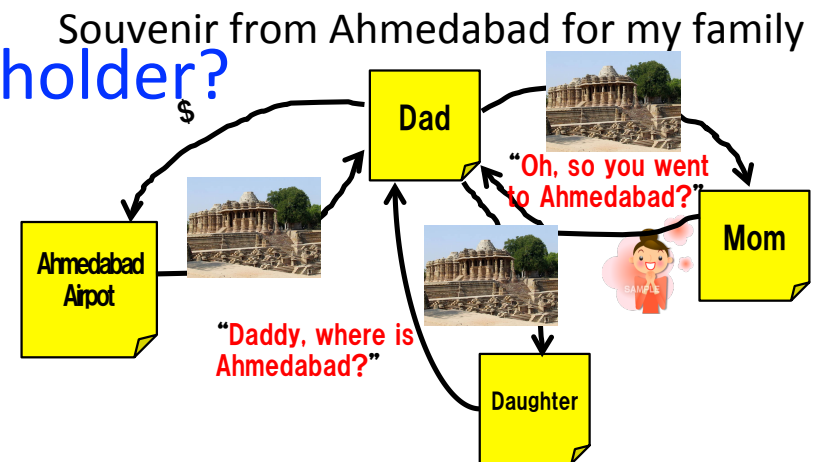 Souvenir from Ahmedabad for my family
holder?
$
Dad
“Oh, so you went
to Ahmedabad?”
Mom
Ahmedabad
Airpot
SAMPLE
“Daddy, where is
Ahmedabad?”
Daughter